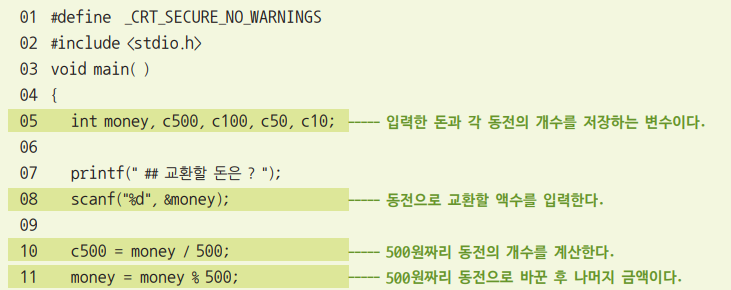 01 #define _CRT_SECURE_NO_WARNINGS
02 #include <stdio.h>
03 void main( )
04 {
05 int money, c500, c100, c50, c10; ----- 입력한 돈과 각 동전의 개수를 저장하는 변수이다.
06
07 printf(" ## 교환할 돈은 ? ");
08 scanf("%d", &money); ----- 동전으로 교환할 액수를 입력한다.
09
10 c500 = money / 500; ----- 500원짜리 동전의 개수를 계산한다.
11 money = money % 500; ----- 500원짜리 동전으로 바꾼 후 나머지 금액이다.